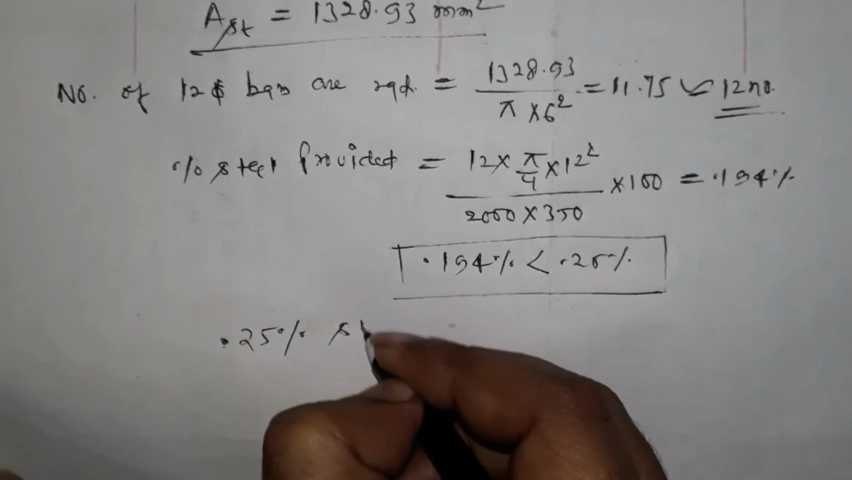 Ast = 1328.93 mm²
No. of 12ϕ bars are reqd. = 1328.93 / π × 6² = 11.75 ≃ 12 no.
% steel Provided = 12 × π/4 × 12² / 2000 × 350 × 100 = .194%
.194% < .25%
.25% s